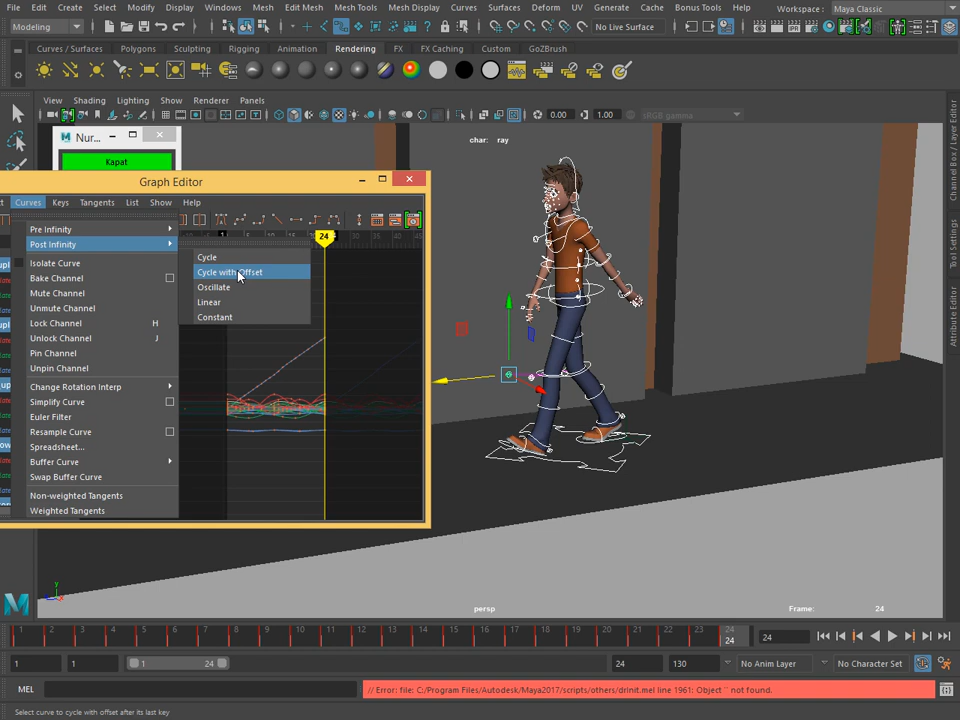 File Edit Create Select Modify Display Windows Mesh Edit Mesh Mesh Tools Mesh Display Curves Surfaces Deform UV Generate Cache Bonus Tools Help Workspace : Maya Classic
Modeling No Live Surface
Curves / Surfaces Polygons Sculpting Rigging Animation Rendering FX FX Caching Custom GoZBrush
View Shading Lighting Show Renderer Panels
0.00 1.00 sRGB gamma
Nur...
Kapat
char: ray
Graph Editor
Curves Keys Tangents List Show Help
Pre Infinity
Post Infinity
Isolate Curve
Bake Channel
Mute Channel
Unmute Channel
Lock Channel H
Unlock Channel J
Pin Channel
Unpin Channel
Change Rotation Interp
Simplify Curve
Euler Filter
Resample Curve
Spreadsheet...
Buffer Curve
Swap Buffer Curve
Non-weighted Tangents
Weighted Tangents
Cycle
Cycle with Offset
Oscillate
Linear
Constant
24
Channel Box / Layer Editor
Modeling Toolkit
Attribute Editor
persp
Frame: 24
1 2 3 4 5 6 7 8 9 10 11 12 13 14 15 16 17 18 19 20 21 22 23 24
24
24
1 1 1 24 24 130 No Anim Layer No Character Set
MEL // Error: file: C:/Program Files/Autodesk/Maya2017/scripts/others/drinit.mel line 1961: Object `` not found.
Select curve to cycle with offset after its last key